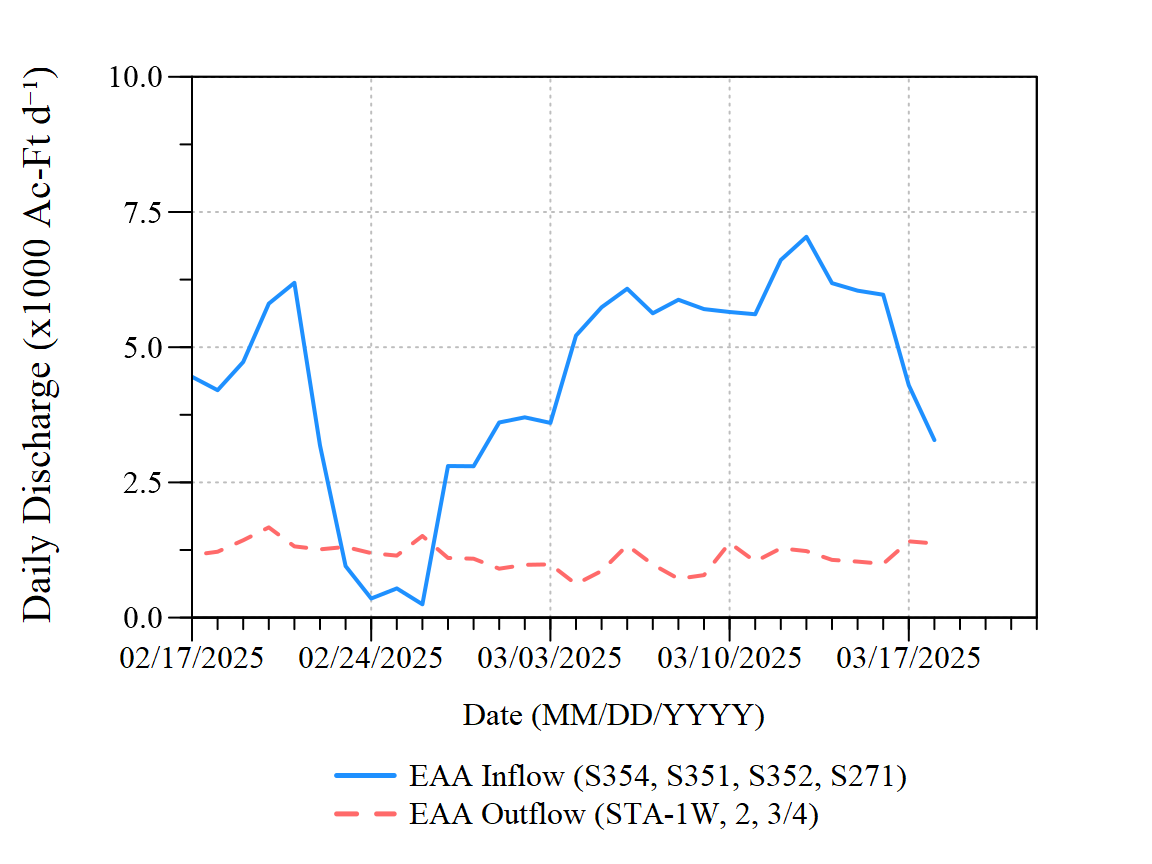 Daily Discharge (x1000 Ac-Ft d⁻¹)
10.0
7.5
5.0
2.5
0.0
02/17/2025 02/24/2025 03/03/2025 03/10/2025 03/17/2025
Date (MM/DD/YYYY)
EAA Inflow (S354, S351, S352, S271)
EAA Outflow (STA-1W, 2, 3/4)